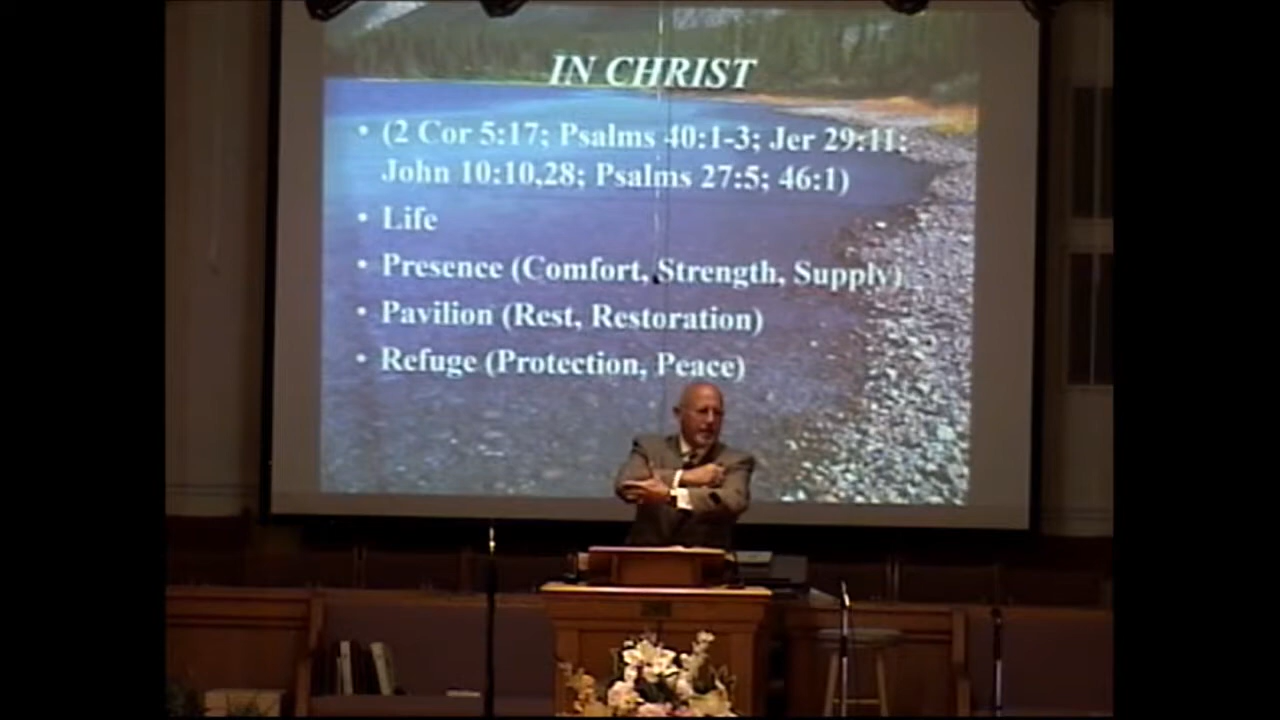 IN CHRIST
• (2 Cor 5:17; Psalms 40:1-3; Jer 29:11;
John 10:10,28; Psalms 27:5; 46:1)
• Life
• Presence (Comfort, Strength, Supply)
• Pavilion (Rest, Restoration)
• Refuge (Protection, Peace)